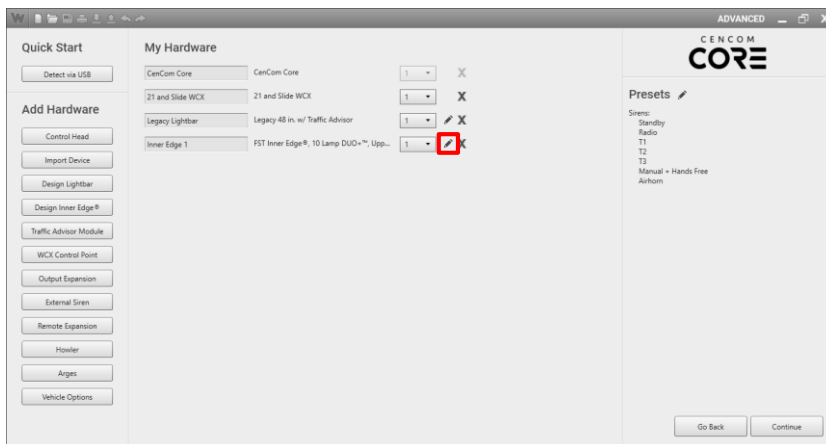 ADVANCED
Quick Start
Detect via USB
Add Hardware
Control Head
Import Device
Design Lightbar
Design Inner Edge®
Traffic Advisor Module
WCX Control Point
Output Expansion
External Siren
Remote Expansion
Howler
Arges
Vehicle Options
My Hardware
CenCom Core CenCom Core 1 X
21 and Slide WCX 21 and Slide WCX 1 X
Legacy Lightbar Legacy 48 in. w/ Traffic Advisor 1 X
Inner Edge 1 FST Inner Edge®, 10 Lamp DUO+™, Upp... 1 X
CENCOM
CORE
Presets
Sirens:
Standby
Radio
T1
T2
T3
Manual + Hands Free
Airhorn
Go Back Continue